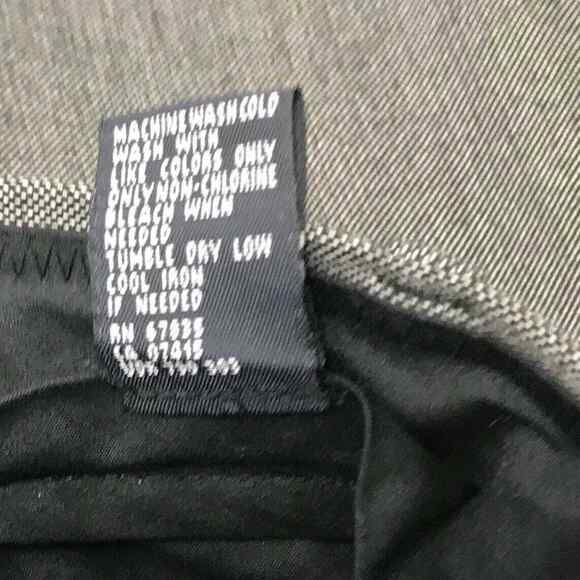 MACHINE WASH COLD
WASH WITH
LIKE COLORS ONLY
ONLY NON-CHLORINE
BLEACH WHEN
NEEDED
TUMBLE DRY LOW
COOL IRON
IF NEEDED
RN 67835
CA 07615